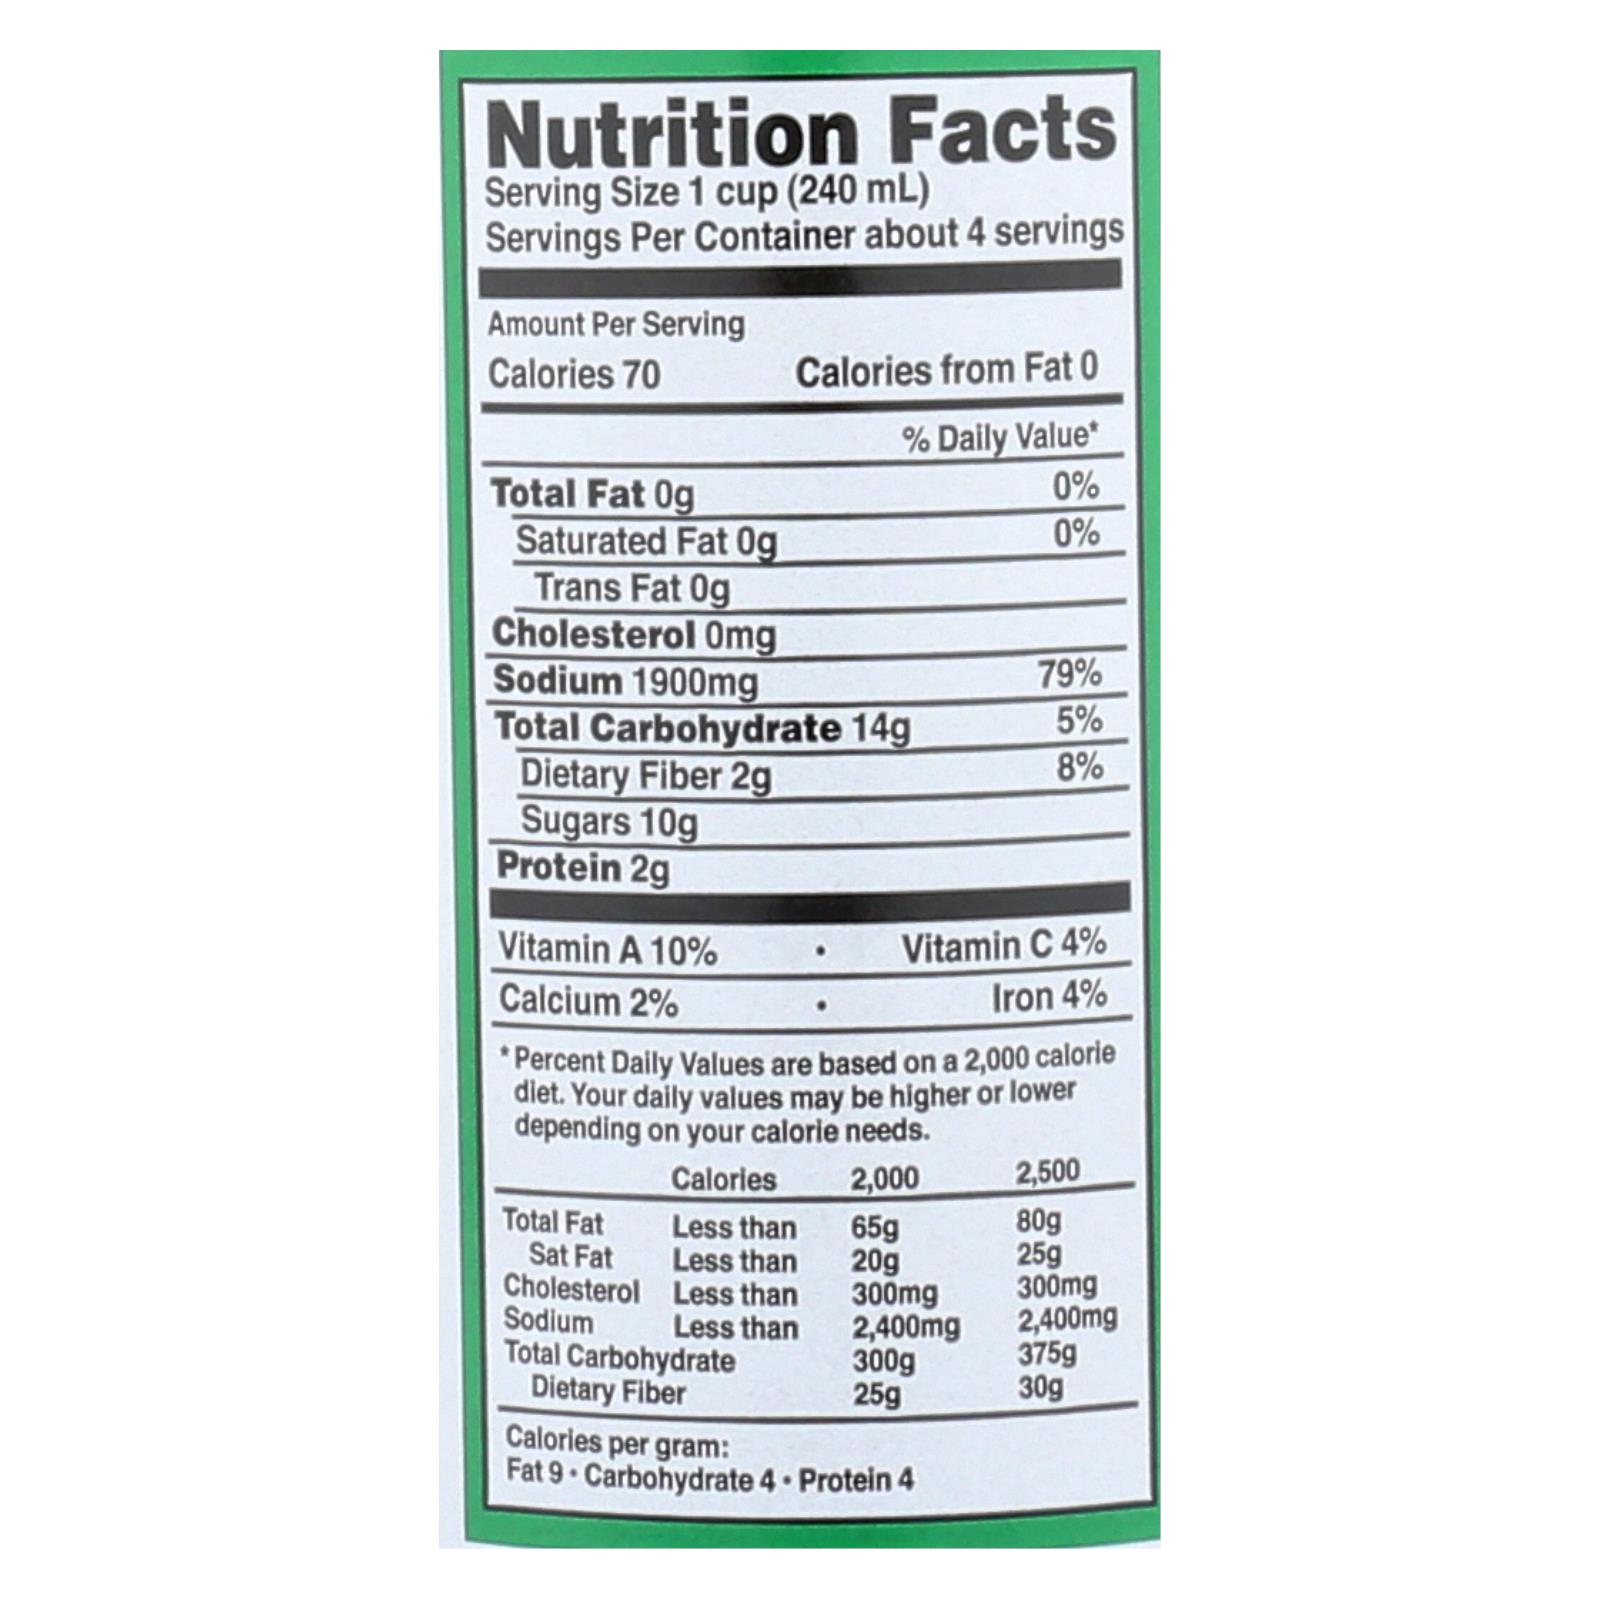 Nutrition Facts
Serving Size 1 cup (240 mL)
Servings Per Container about 4 servings
Amount Per Serving
Calories 70 Calories from Fat 0
% Daily Value*
Total Fat 0g 0%
Saturated Fat 0g 0%
Trans Fat 0g
Cholesterol 0mg
Sodium 1900mg 79%
Total Carbohydrate 14g 5%
Dietary Fiber 2g 8%
Sugars 10g
Protein 2g
Vitamin A 10% • Vitamin C 4%
Calcium 2% • Iron 4%
* Percent Daily Values are based on a 2,000 calorie
diet. Your daily values may be higher or lower
depending on your calorie needs.
Calories 2,000 2,500
Total Fat Less than 65g 80g
Sat Fat Less than 20g 25g
Cholesterol Less than 300mg 300mg
Sodium Less than 2,400mg 2,400mg
Total Carbohydrate 300g 375g
Dietary Fiber 25g 30g
Calories per gram:
Fat 9 • Carbohydrate 4 • Protein 4